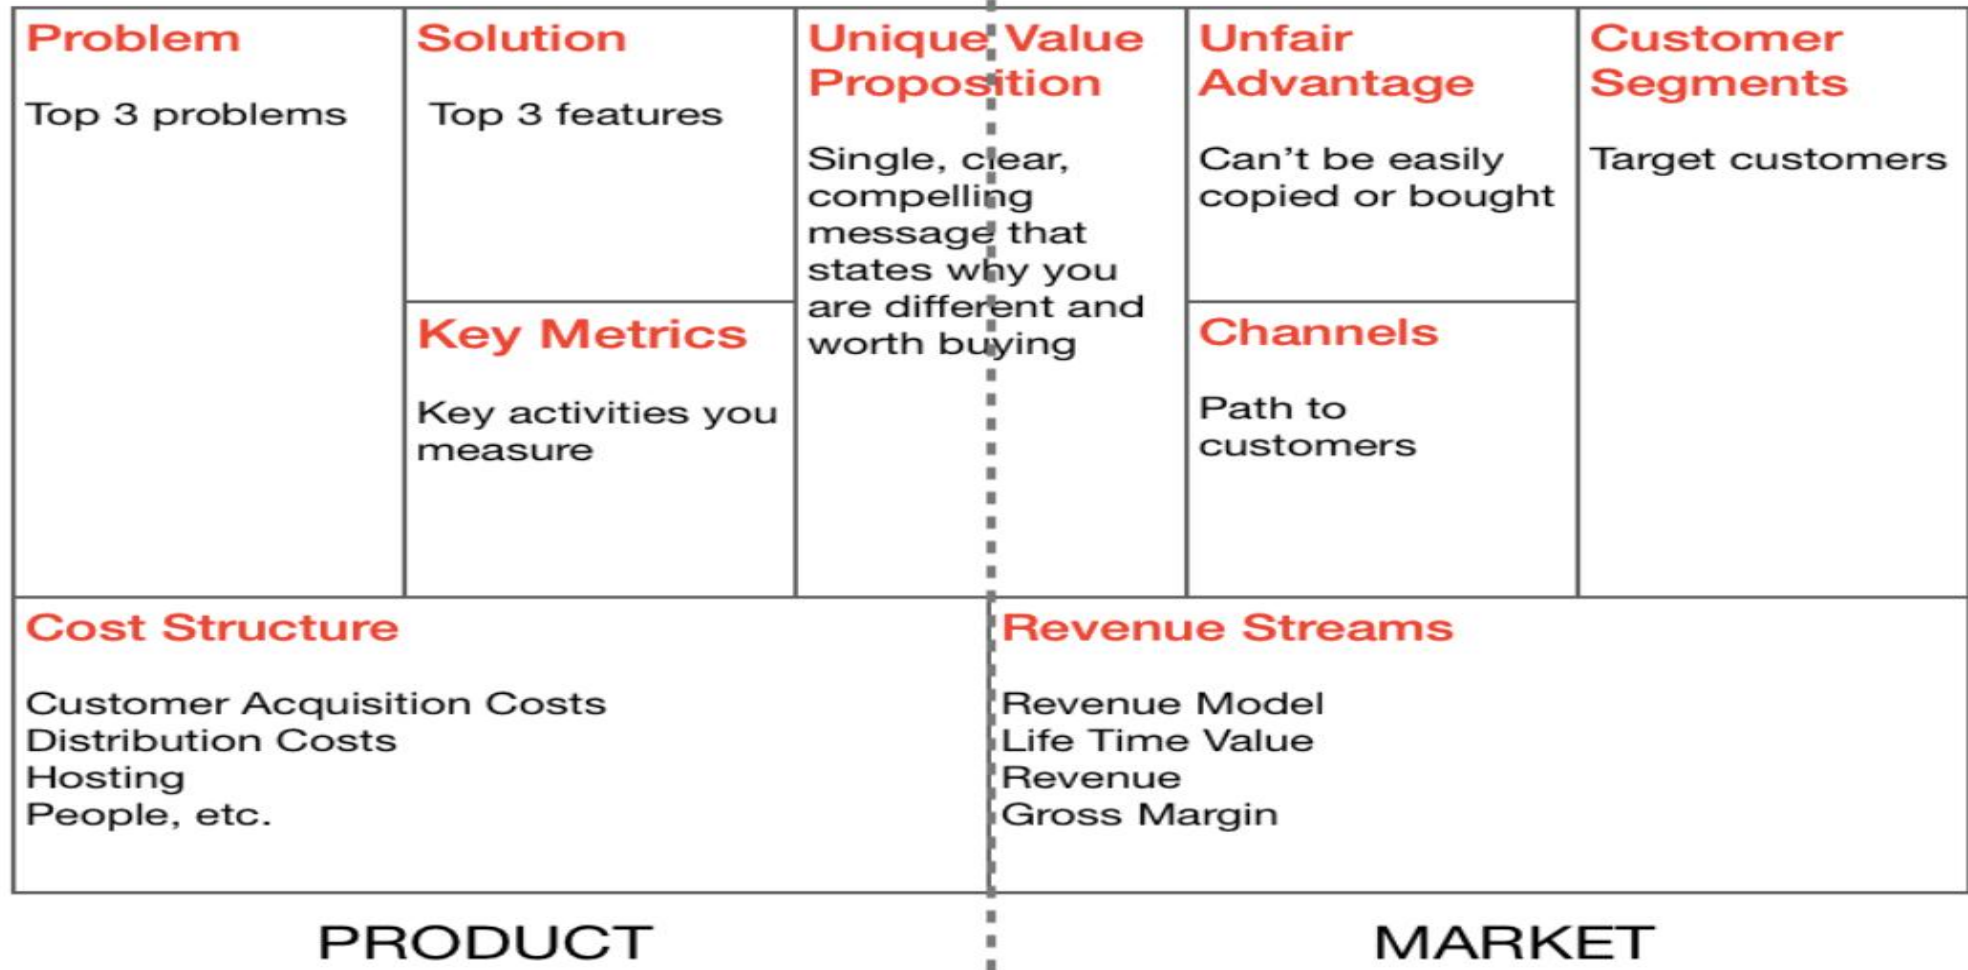 Problem
Top 3 problems
Solution
Top 3 features
Key Metrics
Key activities you
measure
Unique Value
Proposition
Single, clear,
compelling
message that
states why you
are different and
worth buying
Unfair
Advantage
Can't be easily
copied or bought
Channels
Path to
customers
Customer
Segments
Target customers
Cost Structure
Customer Acquisition Costs
Distribution Costs
Hosting
People, etc.
Revenue Streams
Revenue Model
Life Time Value
Revenue
Gross Margin
PRODUCT
MARKET